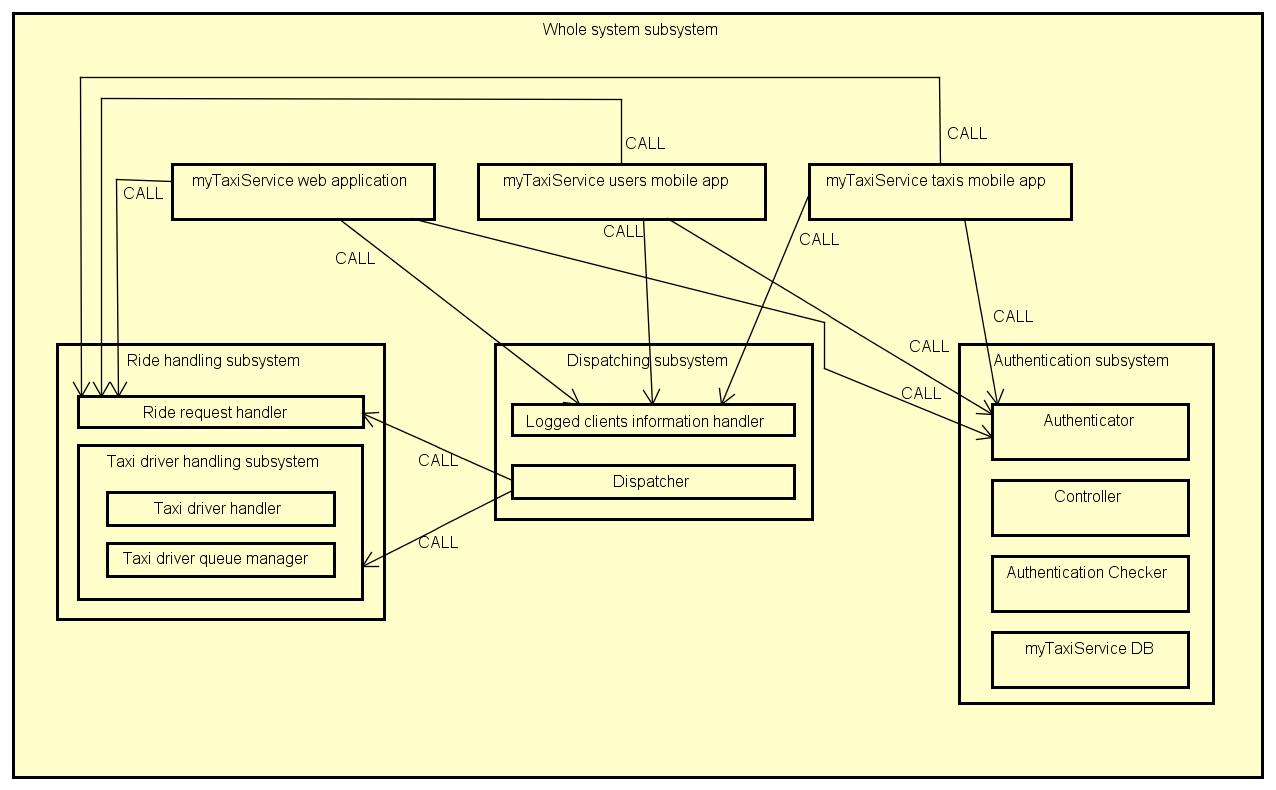 Whole system subsystem
CALL
CALL
myTaxiService web application
myTaxiService users mobile app
myTaxiService taxis mobile app
CALL
CALL
CALL
CALL
CALL
CALL
CALL
Ride handling subsystem
Dispatching subsystem
Authentication subsystem
Ride request handler
Logged clients information handler
Authenticator
CALL
Taxi driver handling subsystem
Dispatcher
Controller
Taxi driver handler
CALL
Taxi driver queue manager
Authentication Checker
myTaxiService DB